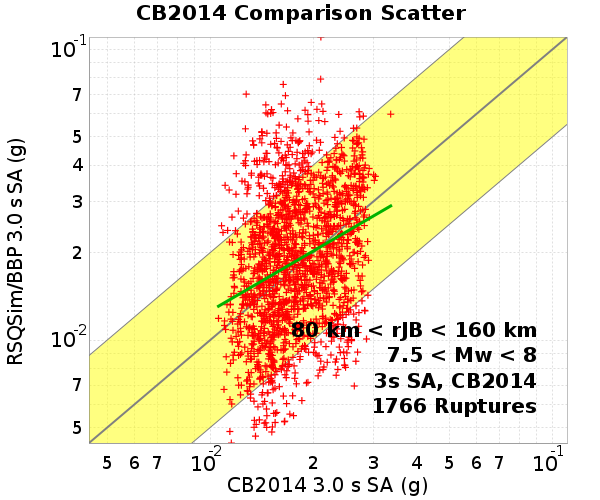 CB2014 Comparison Scatter
RSQSim/BBP 3.0 s SA (g)
10⁻¹
7
5
4
3
2
10⁻²
7
5
80 km < rJB < 160 km
7.5 < Mw < 8
3s SA, CB2014
1766 Ruptures
5 6 7 10⁻² 2 3 4 5 6 7 10⁻¹
CB2014 3.0 s SA (g)